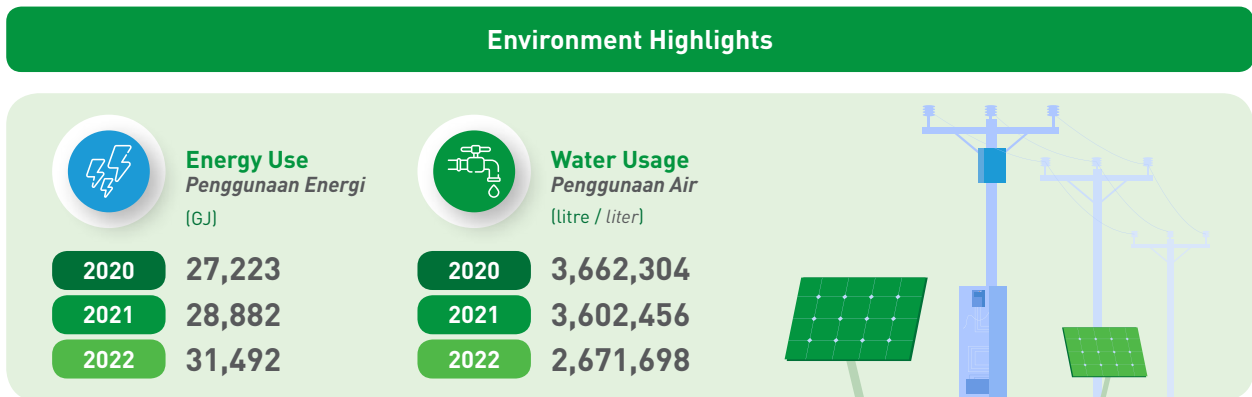 Environment Highlights
Energy Use
Penggunaan Energi
(GJ)
2020 27,223
2021 28,882
2022 31,492
Water Usage
Penggunaan Air
(litre / liter)
2020 3,662,304
2021 3,602,456
2022 2,671,698